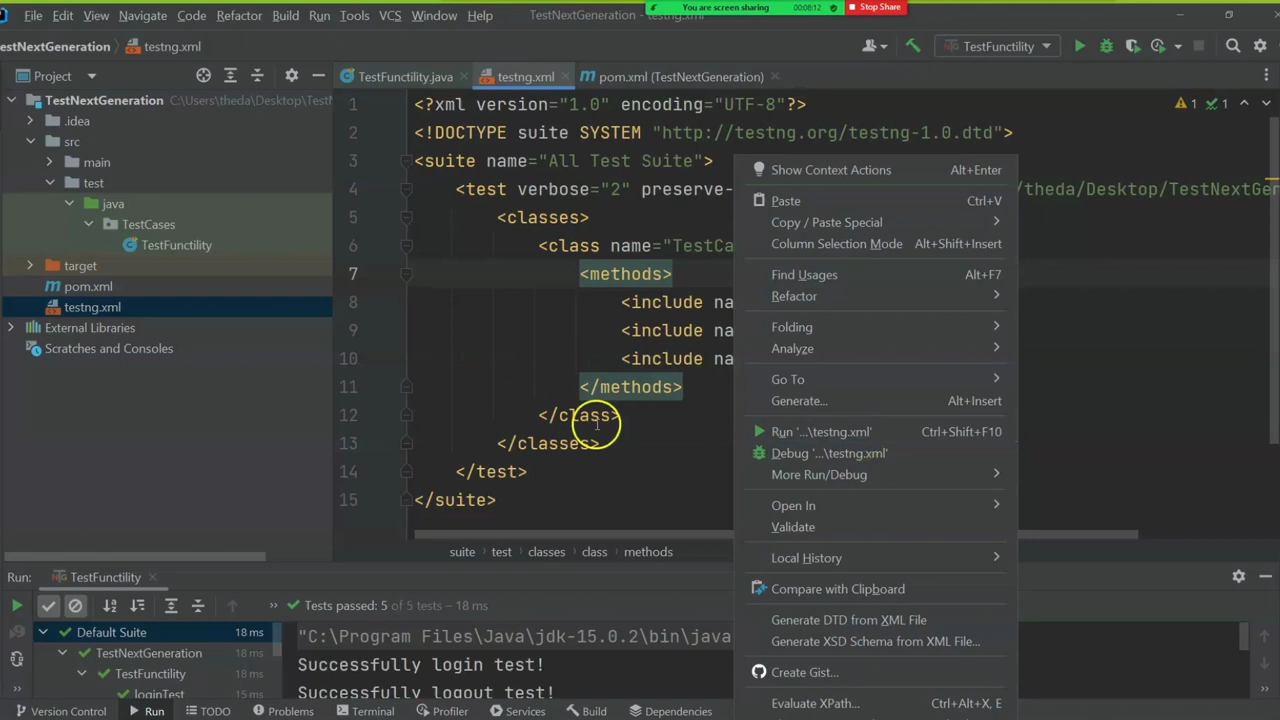 You are screen sharing 00:08:12 Stop Share
File Edit View Navigate Code Refactor Build Run Tools VCS Window Help TestNextGeneration - testng.xml
estNextGeneration testng.xml TestFunctility
Project
TestFunctility.java testng.xml pom.xml (TestNextGeneration)
TestNextGeneration C:\Users\theda\Desktop\TestN
.idea
src
main
test
java
TestCases
TestFunctility
target
pom.xml
testng.xml
External Libraries
Scratches and Consoles
1 <?xml version="1.0" encoding="UTF-8"?>
2 <!DOCTYPE suite SYSTEM "http://testng.org/testng-1.0.dtd">
3 <suite name="All Test Suite">
4 <test verbose="2" preserve- /theda/Desktop/TestNextGen
5 <classes>
6 <class name="TestCa
7 <methods>
8 <include na
9 <include na
10 <include na
11 </methods>
12 </class>
13 </classes>
14 </test>
15 </suite>
1 1
Show Context Actions Alt+Enter
Paste Ctrl+V
Copy / Paste Special
Column Selection Mode Alt+Shift+Insert
Find Usages Alt+F7
Refactor
Folding
Analyze
Go To
Generate... Alt+Insert
Run '...\testng.xml' Ctrl+Shift+F10
Debug '...\testng.xml'
More Run/Debug
Open In
Validate
Local History
Compare with Clipboard
Generate DTD from XML File
Generate XSD Schema from XML File...
Create Gist...
Evaluate XPath... Ctrl+Alt+X, E
suite test classes class methods
Run: TestFunctility
Tests passed: 5 of 5 tests – 18 ms
Default Suite 18 ms
TestNextGeneration 18 ms
TestFunctility 18 ms
loginTest 15 ms
"C:\Program Files\Java\jdk-15.0.2\bin\java
Successfully login test!
Successfully logout test!
Version Control Run TODO Problems Terminal Profiler Services Build Dependencies